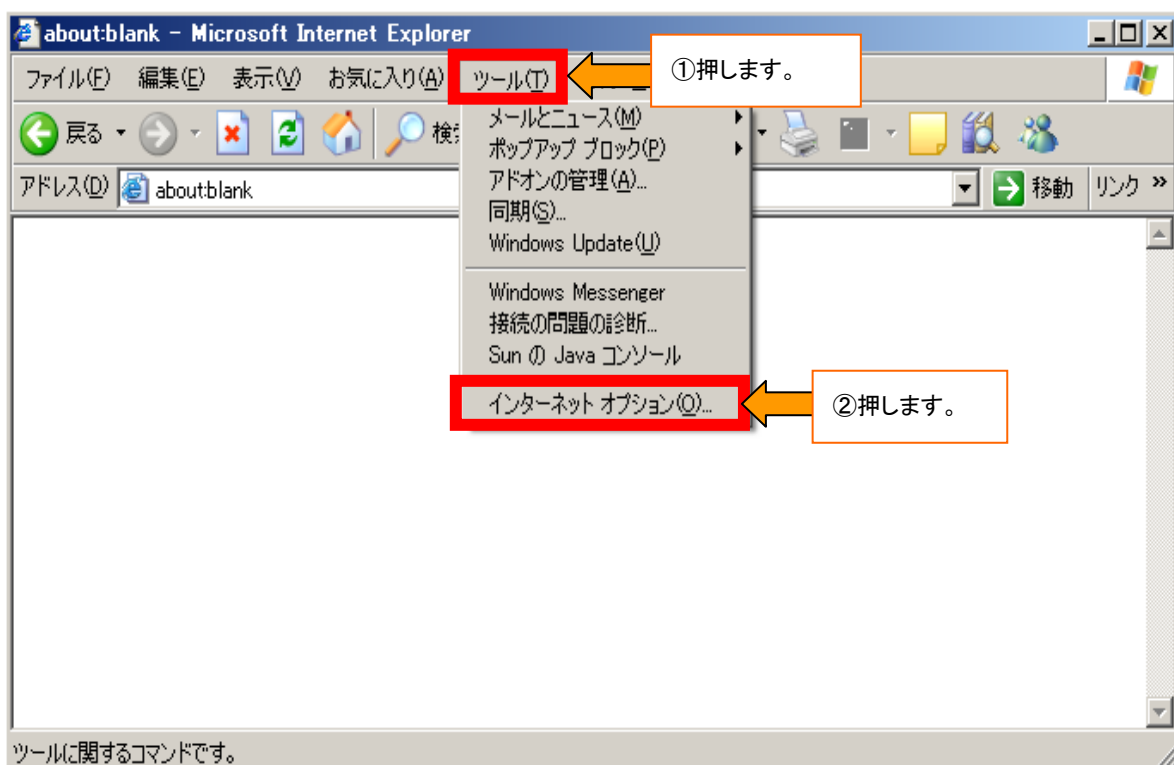 about:blank - Microsoft Internet Explorer
ファイル(F) 編集(E) 表示(V) お気に入り(A) ツール(T)
①押します。
戻る 検
メールとニュース(M)
ポップアップ ブロック(P)
アドオンの管理(A)...
同期(S)...
Windows Update(U)
アドレス(D) about:blank 移動 リンク »
Windows Messenger
接続の問題の診断...
Sun の Java コンソール
インターネット オプション(O)...
②押します。
ツールに関するコマンドです。